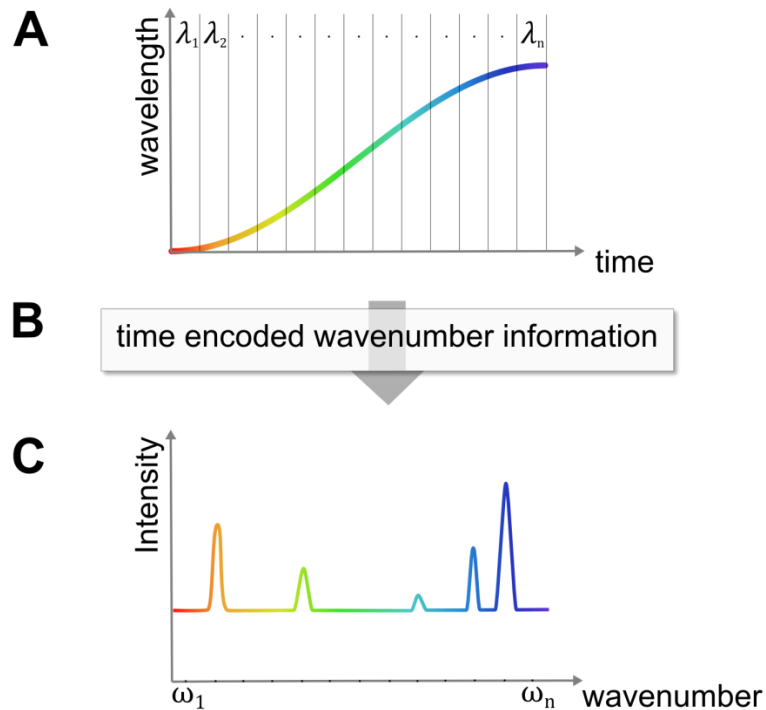 A
wavelength
λ₁ λ₂ . . . . . . . . . . λₙ
time
B
time encoded wavenumber information
C
Intensity
ω₁
ωₙ
wavenumber